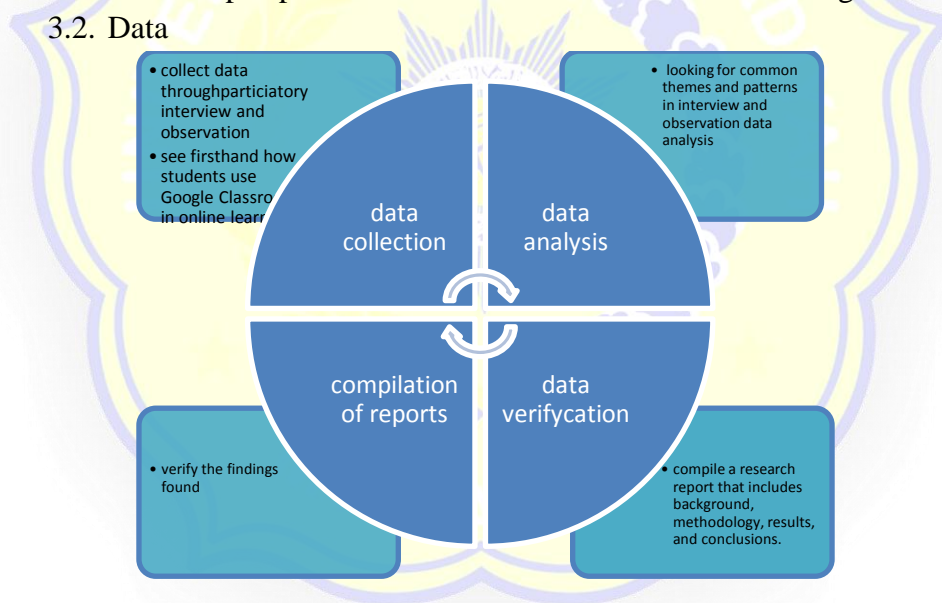 3.2. Data
• collect data
throughparticiatory
interview and
observation
• see firsthand how
students use
Google Classro
in online lear
• looking for common
themes and patterns
in interview and
observation data
analysis
data
collection
data
analysis
compilation
of reports
data
verifycation
• verify the findings
found
• compile a research
report that includes
background,
methodology, results,
and conclusions.